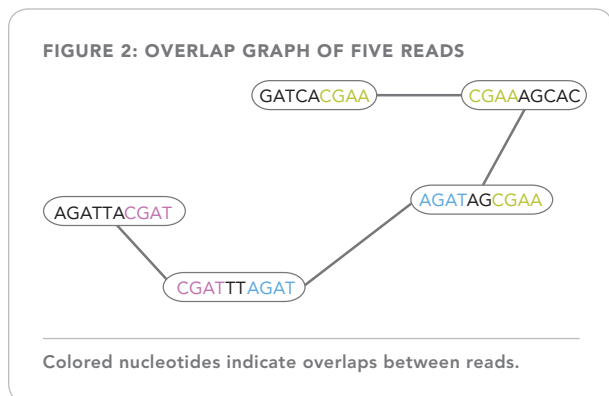 FIGURE 2: OVERLAP GRAPH OF FIVE READS
GATCACGAA
CGAAAGCAC
AGATAGCGAA
AGATTACGAT
CGATTTAGAT
Colored nucleotides indicate overlaps between reads.